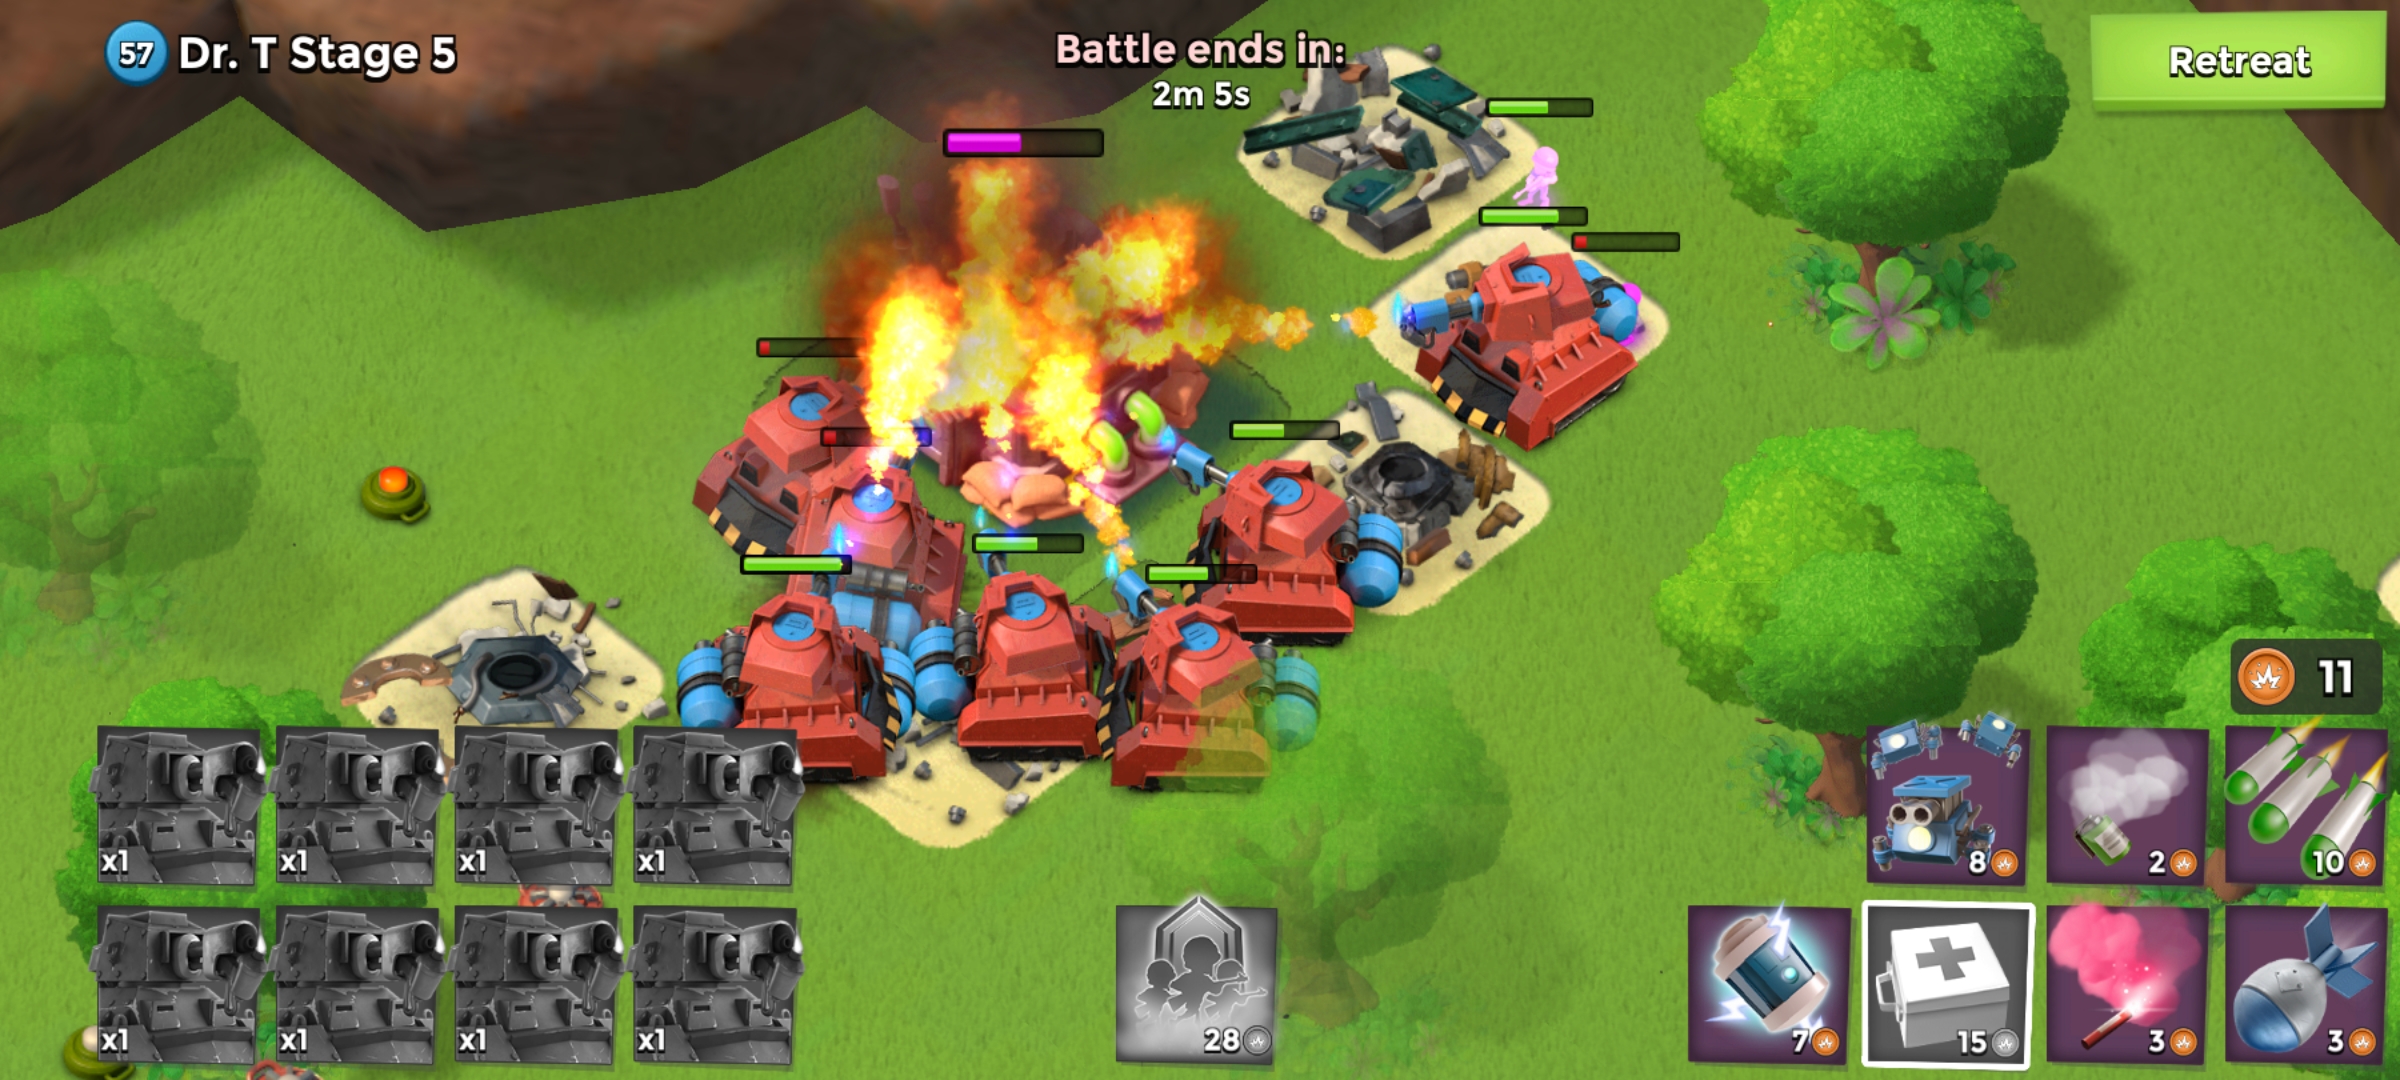 57 Dr. T Stage 5
Battle ends in:
2m 5s
Retreat
11
x1 x1 x1 x1
8 2 10
x1 x1 x1 x1
28
7 15 3 3